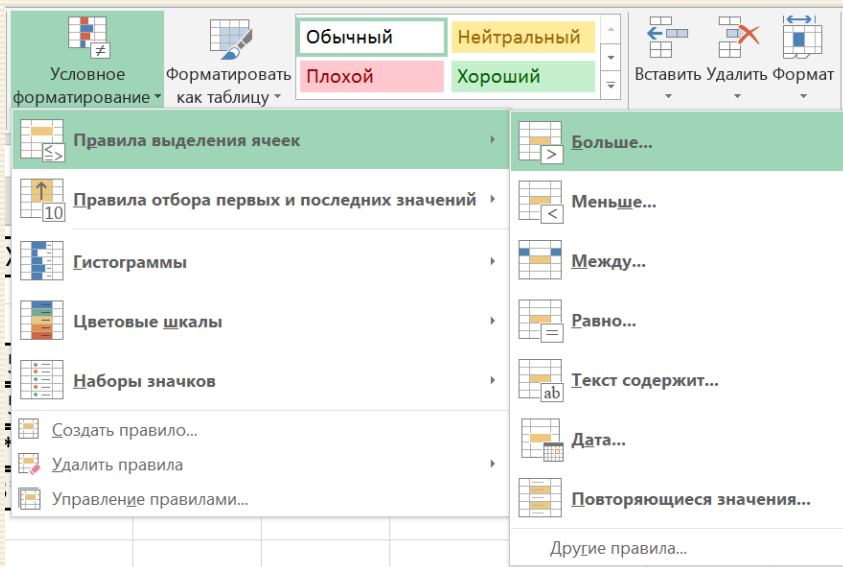 Обычный
Нейтральный
Плохой
Хороший
Условное
форматирование
Форматировать
как таблицу
Вставить Удалить Формат
Правила выделения ячеек
Правила отбора первых и последних значений
10
Гистограммы
Цветовые шкалы
Наборы значков
Создать правило...
Удалить правила
Управление правилами...
Больше...
>
Меньше...
<
Между...
Равно...
=
Текст содержит...
ab
Дата...
Повторяющиеся значения...
Другие правила...